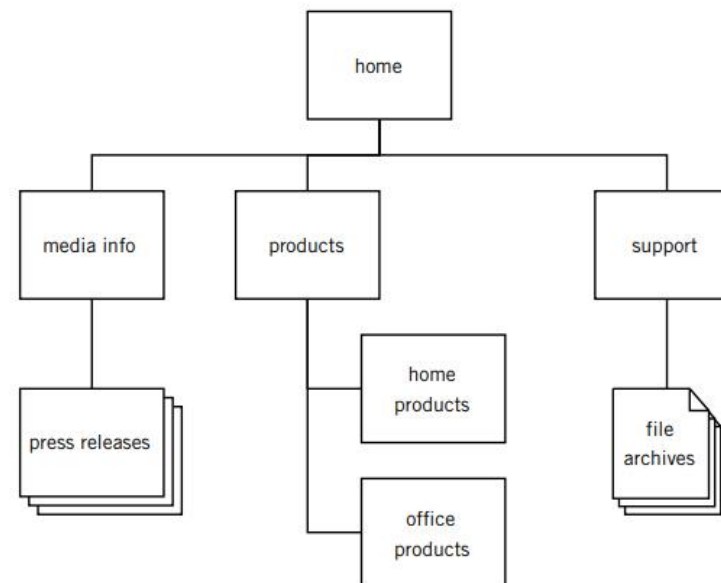 home
media info
products
support
home
products
press releases
file
archives
office
products